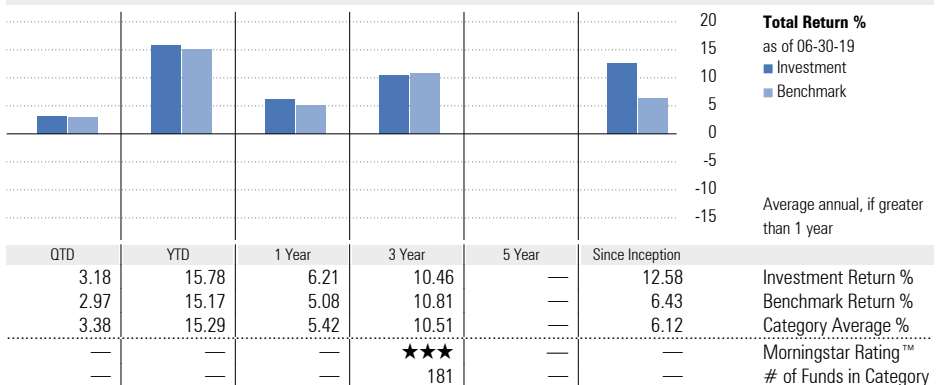 20
15
10
5
0
-5
-10
-15
Total Return %
as of 06-30-19
Investment
Benchmark
Average annual, if greater
than 1 year
QTD YTD 1 Year 3 Year 5 Year Since Inception
3.18 15.78 6.21 10.46 — 12.58 Investment Return %
2.97 15.17 5.08 10.81 — 6.43 Benchmark Return %
3.38 15.29 5.42 10.51 — 6.12 Category Average %
— — — ★★★ — — Morningstar Rating™
— — — 181 — — # of Funds in Category